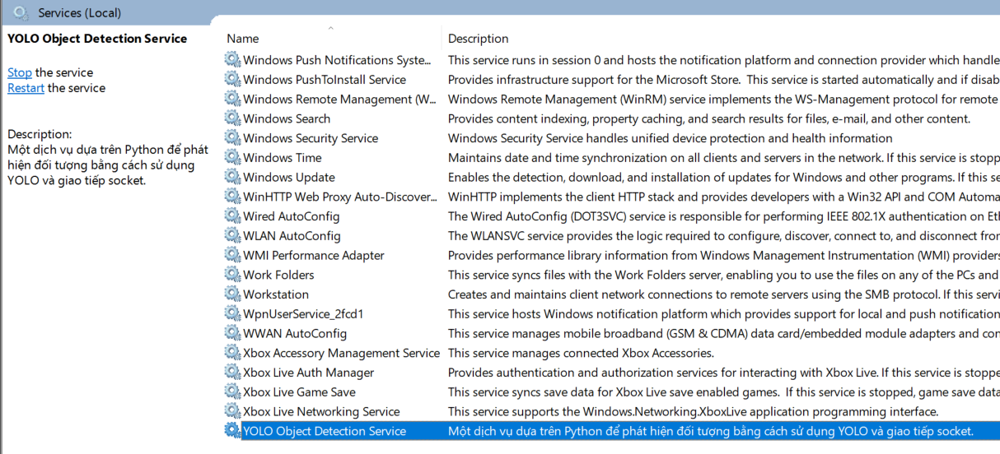 Services (Local)
YOLO Object Detection Service
Stop the service
Restart the service
Description:
Một dịch vụ dựa trên Python để phát
hiện đối tượng bằng cách sử dụng
YOLO và giao tiếp socket.
Name Description
Windows Push Notifications Syste... This service runs in session 0 and hosts the notification platform and connection provider which handle
Windows PushToInstall Service Provides infrastructure support for the Microsoft Store. This service is started automatically and if disab
Windows Remote Management (W... Windows Remote Management (WinRM) service implements the WS-Management protocol for remote
Windows Search Provides content indexing, property caching, and search results for files, e-mail, and other content.
Windows Security Service Windows Security Service handles unified device protection and health information
Windows Time Maintains date and time synchronization on all clients and servers in the network. If this service is stopp
Windows Update Enables the detection, download, and installation of updates for Windows and other programs. If this se
WinHTTP Web Proxy Auto-Discover... WinHTTP implements the client HTTP stack and provides developers with a Win32 API and COM Automa
Wired AutoConfig The Wired AutoConfig (DOT3SVC) service is responsible for performing IEEE 802.1X authentication on Et
WLAN AutoConfig The WLANSVC service provides the logic required to configure, discover, connect to, and disconnect fror
WMI Performance Adapter Provides performance library information from Windows Management Instrumentation (WMI) providers
Work Folders This service syncs files with the Work Folders server, enabling you to use the files on any of the PCs and
Workstation Creates and maintains client network connections to remote servers using the SMB protocol. If this servi
WpnUserService_2fcd1 This service hosts Windows notification platform which provides support for local and push notification
WWAN AutoConfig This service manages mobile broadband (GSM & CDMA) data card/embedded module adapters and con
Xbox Accessory Management Service This service manages connected Xbox Accessories.
Xbox Live Auth Manager Provides authentication and authorization services for interacting with Xbox Live. If this service is stoppe
Xbox Live Game Save This service syncs save data for Xbox Live save enabled games. If this service is stopped, game save data
Xbox Live Networking Service This service supports the Windows.Networking.XboxLive application programming interface.
YOLO Object Detection Service Một dịch vụ dựa trên Python để phát hiện đối tượng bằng cách sử dụng YOLO và giao tiếp socket.